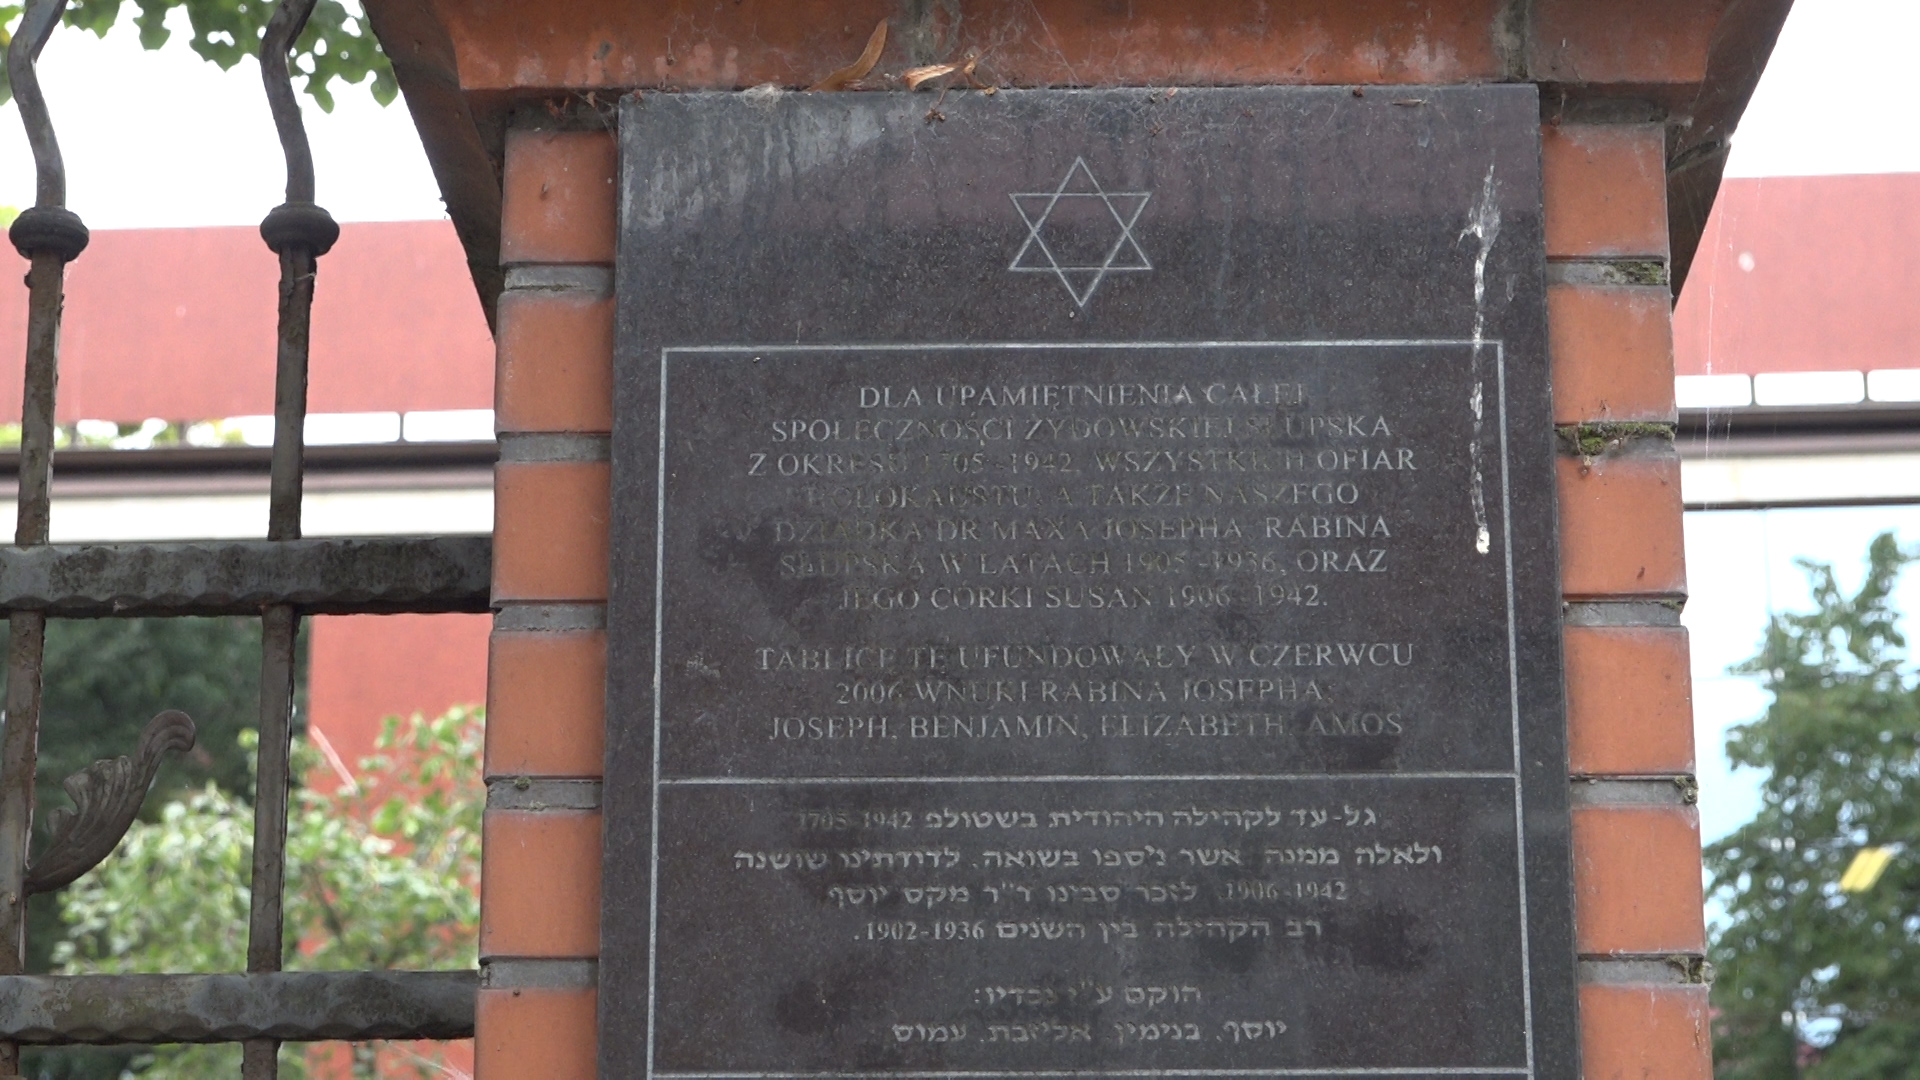 DLA UPAMIĘTNIENIA CAŁEJ
SPOŁECZNOŚCI ŻYDOWSKIEJ SŁUPSKA
Z OKRESU 1705-1942, WSZYSTKICH OFIAR
HOLOKAUSTU, A TAKŻE NASZEGO
DZIADKA DR MAXA JOSEPHA, RABINA
SŁUPSKA W LATACH 1905-1936, ORAZ
JEGO CÓRKI SUSAN 1906-1942.
TABLICE TE UFUNDOWAŁY W CZERWCU
2006 WNUKI RABINA JOSEPHA:
JOSEPH, BENJAMIN, ELIZABETH, AMOS
גל-עד לקהילה היהודית בשטולפ 1705-1942
ולאלה ממנה אשר ניספו בשואה. לדודתינו שושנה
1906-1942. לזכר סבינו ד"ר מקס יוסף
רב הקהילה בין השנים 1902-1936.
הוקם ע"י נכדיו:
יוסף, בנימין, אליזבת, עמוס